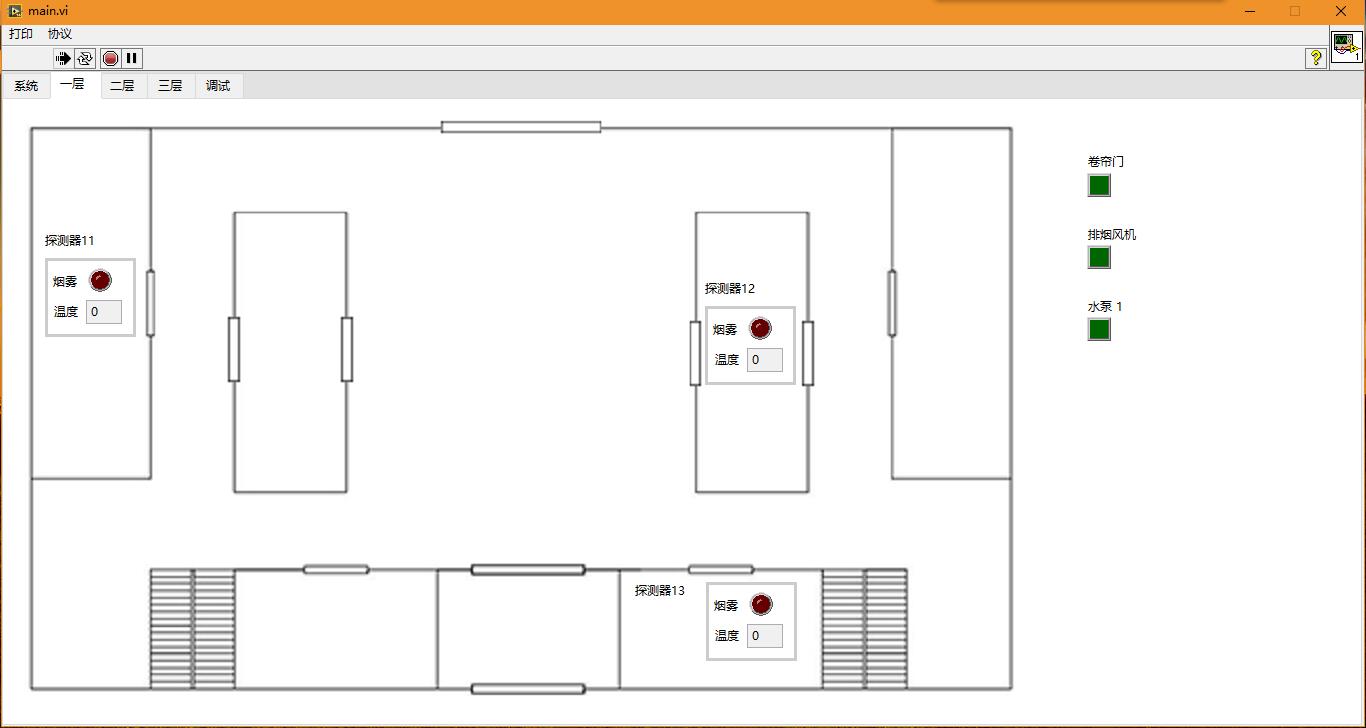 main.vi
打印 协议
?
1
系统 一层 二层 三层 调试
卷帘门
排烟风机
水泵 1
探测器11
烟雾
温度 0
探测器12
烟雾
温度 0
探测器13
烟雾
温度 0